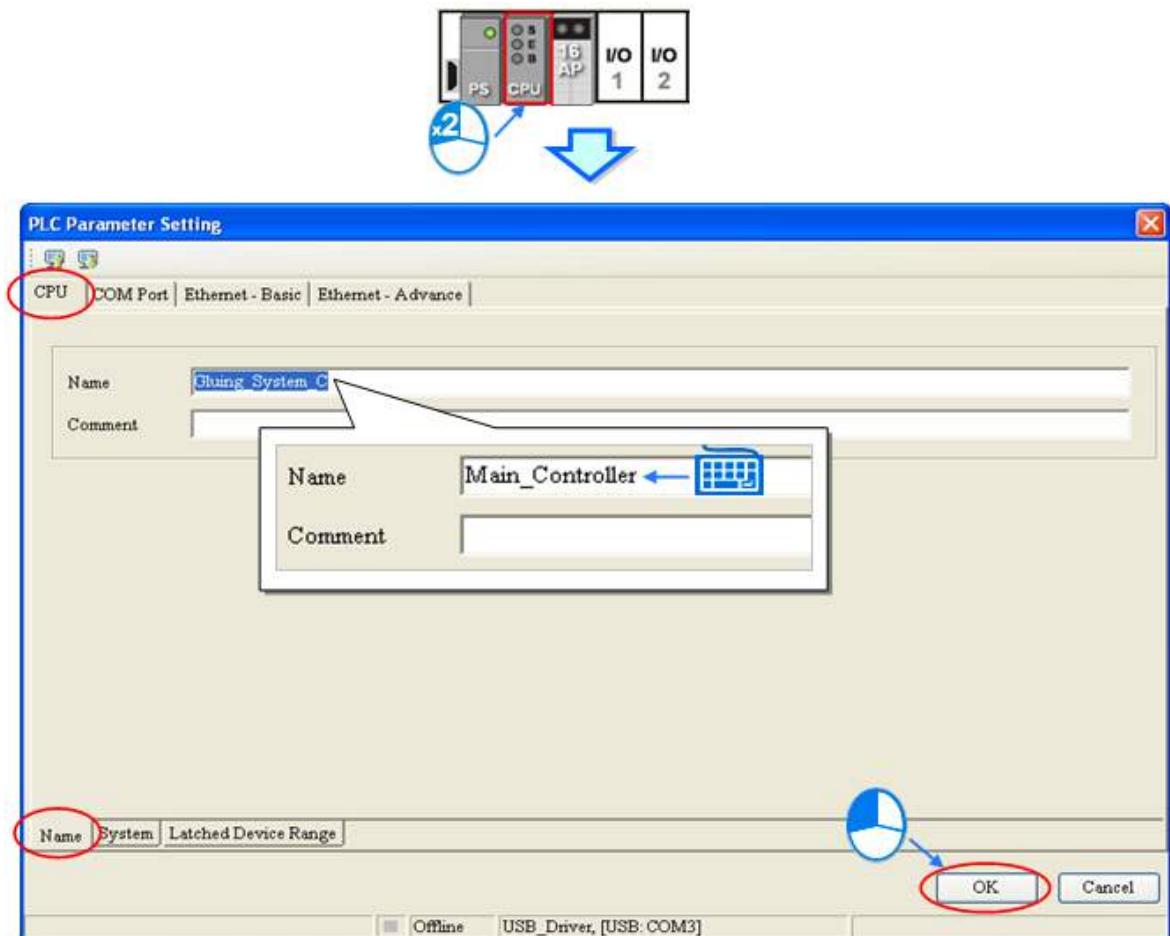 S
E
B
PS
CPU
16
AP
I/O
1
I/O
2
x2
PLC Parameter Setting
CPU COM Port Ethernet - Basic Ethernet - Advance
Name Gluing_System_C
Comment
Name Main_Controller
Comment
Name System Latched Device Range
OK Cancel
Offline USB_Driver, [USB: COM3]